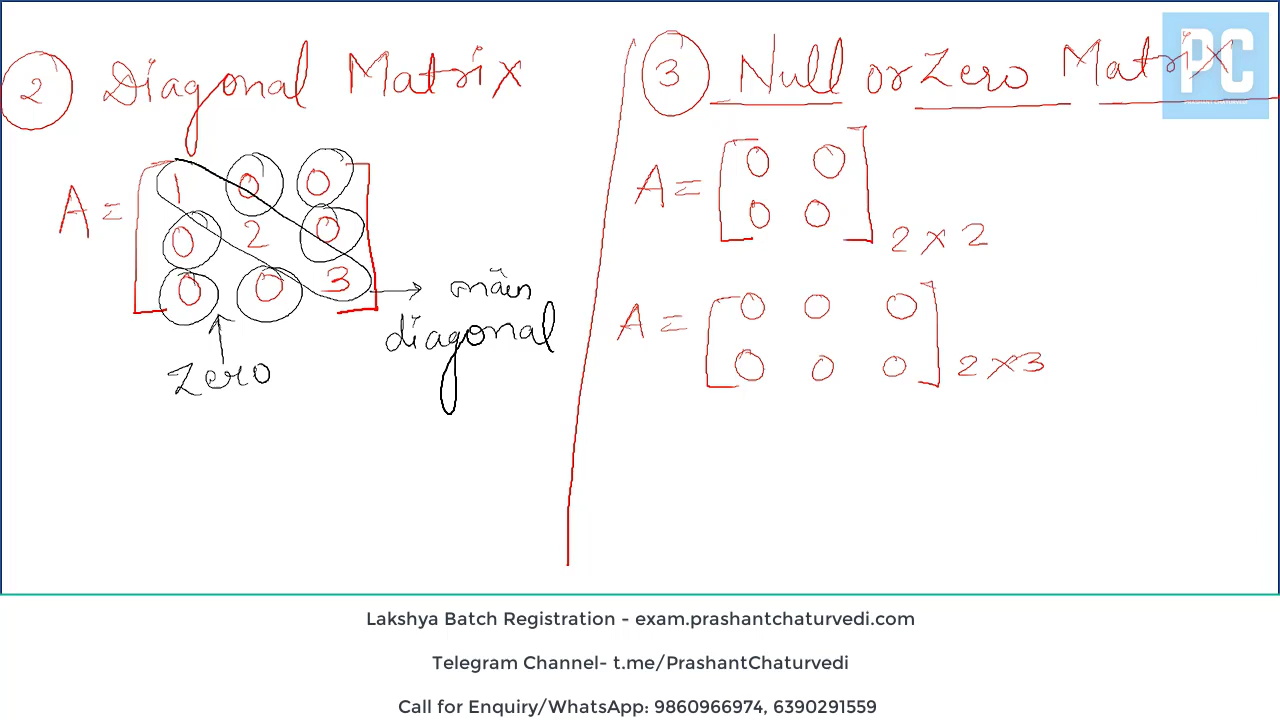 2 Diagonal Matrix
A = [1 0 0
0 2 0
0 0 3]
→ main
diagonal
↑
Zero
3 Null or Zero Matrix
A = [0 0
0 0] 2 × 2
A = [0 0 0
0 0 0] 2 × 3
PC
Lakshya Batch Registration - exam.prashantchaturvedi.com
Telegram Channel- t.me/PrashantChaturvedi
Call for Enquiry/WhatsApp: 9860966974, 6390291559